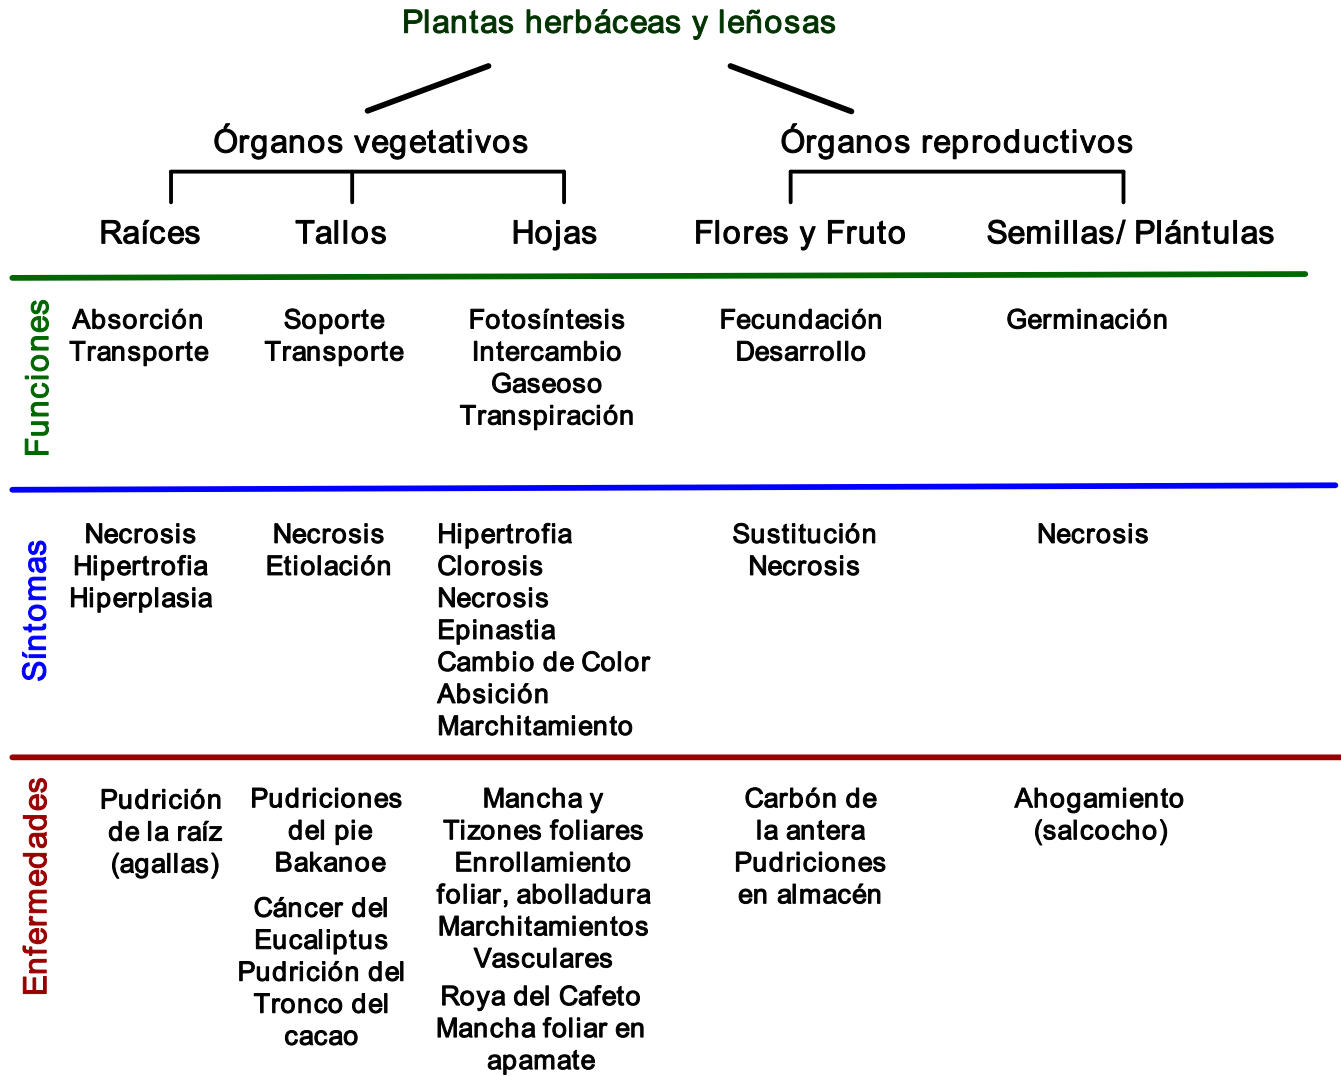 Plantas herbáceas y leñosas
Órganos vegetativos
Órganos reproductivos
Raíces
Tallos
Hojas
Flores y Fruto
Semillas/ Plántulas
Funciones
Absorción
Transporte
Soporte
Transporte
Fotosíntesis
Intercambio
Gaseoso
Transpiración
Fecundación
Desarrollo
Germinación
Síntomas
Necrosis
Hipertrofia
Hiperplasia
Necrosis
Etiolación
Hipertrofia
Clorosis
Necrosis
Epinastia
Cambio de Color
Absición
Marchitamiento
Sustitución
Necrosis
Necrosis
Enfermedades
Pudrición
de la raíz
(agallas)
Pudriciones
del pie
Bakanoe
Cáncer del
Eucaliptus
Pudrición del
Tronco del
cacao
Mancha y
Tizones foliares
Enrollamiento
foliar, abolladura
Marchitamientos
Vasculares
Roya del Cafeto
Mancha foliar en
apamate
Carbón de
la antera
Pudriciones
en almacén
Ahogamiento
(salcocho)